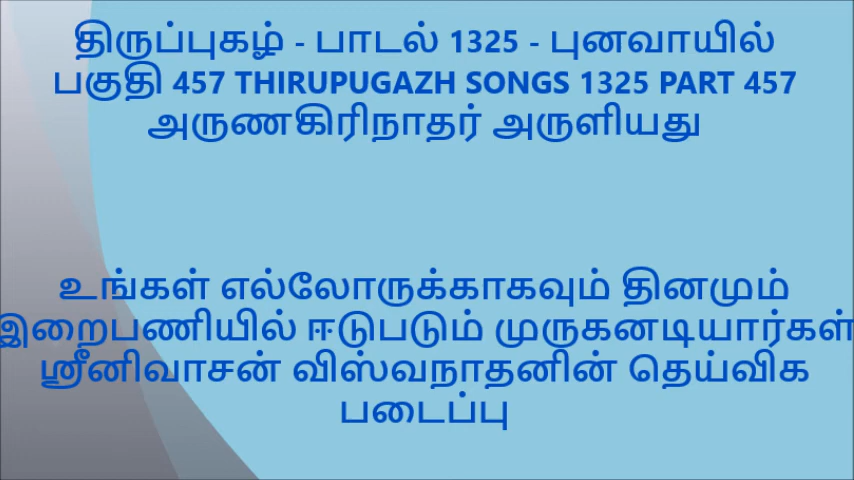 திருப்புகழ் - பாடல் 1325 - புனவாயில்
பகுதி 457 THIRUPUGAZH SONGS 1325 PART 457
அருணகிரிநாதர் அருளியது
உங்கள் எல்லோருக்காகவும் தினமும்
இறைபணியில் ஈடுபடும் முருகனடியார்கள்
ஸ்ரீனிவாசன் விஸ்வநாதனின் தெய்விக
படைப்பு